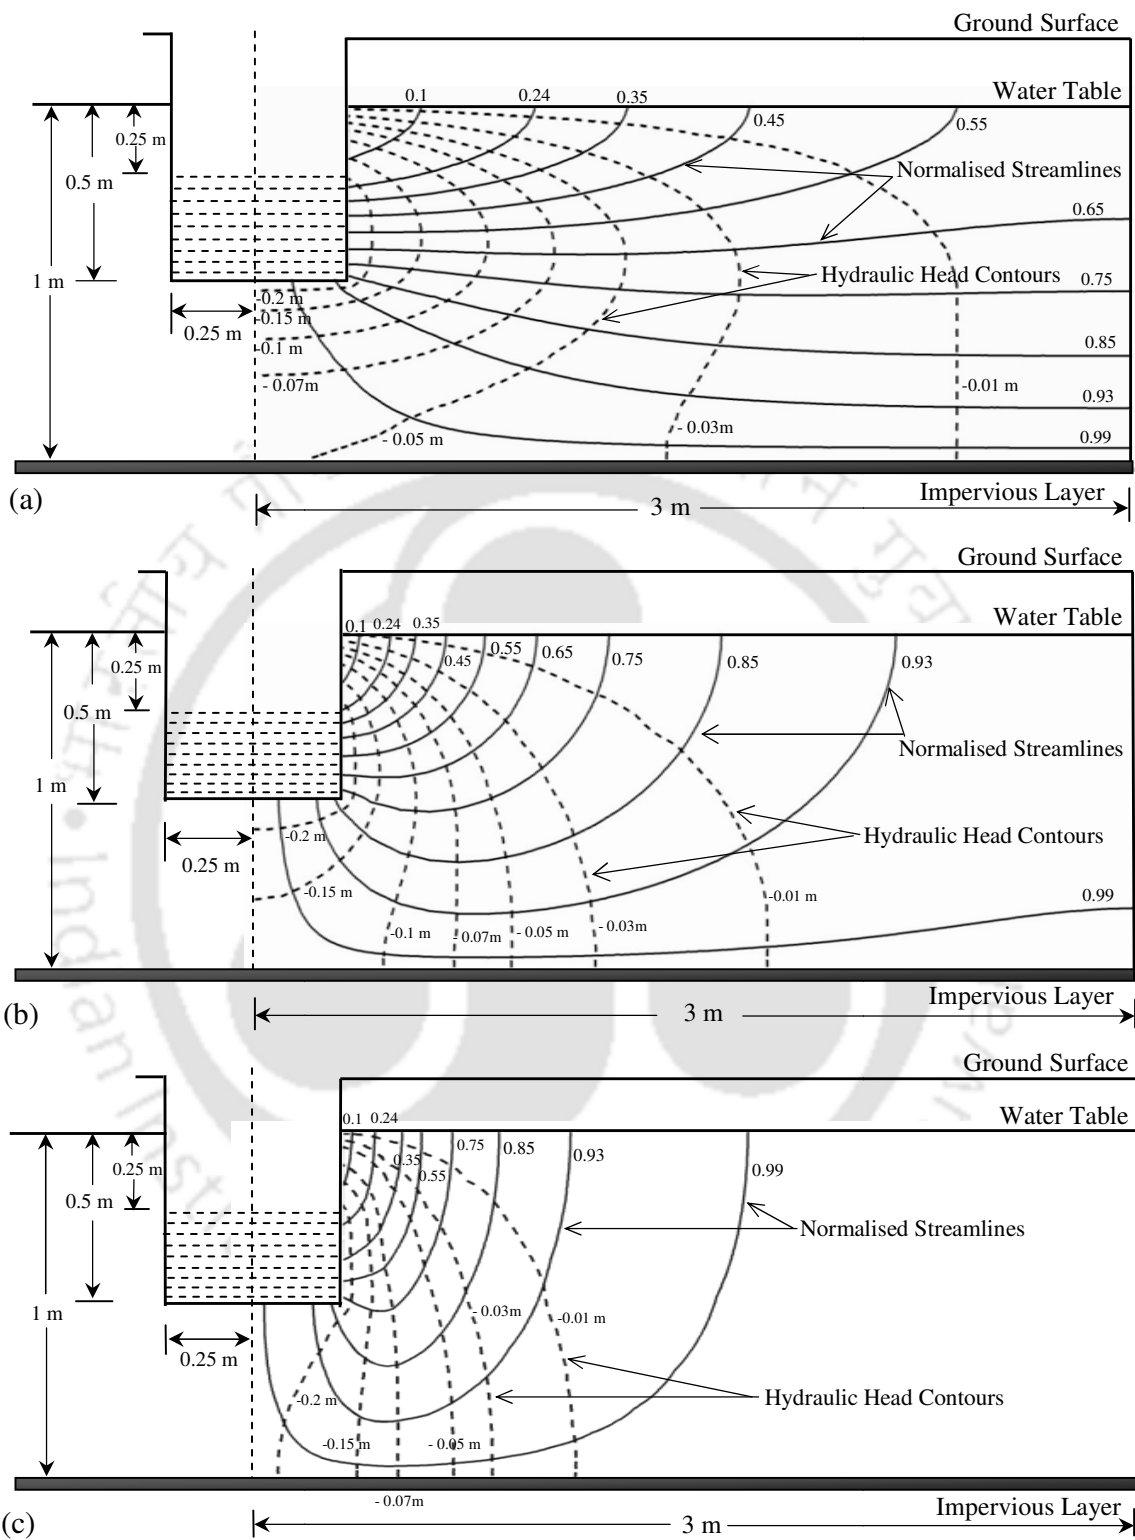 Ground Surface
Water Table
0.1
0.24
0.35
0.45
0.55
0.25 m
0.5 m
1 m
Normalised Streamlines
0.65
Hydraulic Head Contours
0.75
-0.2 m
-0.15 m
0.25 m
-0.1 m
0.85
- 0.07m
-0.01 m
0.93
- 0.03m
- 0.05 m
0.99
(a)
Impervious Layer
3 m
Ground Surface
Water Table
0.1
0.24
0.35
0.45
0.55
0.65
0.75
0.85
0.93
0.25 m
0.5 m
1 m
Normalised Streamlines
-0.2 m
Hydraulic Head Contours
0.25 m
-0.15 m
-0.01 m
0.99
-0.1 m
- 0.07m
- 0.05 m
- 0.03m
(b)
Impervious Layer
3 m
Ground Surface
Water Table
0.1
0.24
0.35
0.55
0.75
0.85
0.93
0.99
0.25 m
0.5 m
1 m
Normalised Streamlines
- 0.03m
-0.01 m
0.25 m
-0.2 m
Hydraulic Head Contours
-0.15 m
- 0.05 m
- 0.07m
(c)
Impervious Layer
3 m
Indian Inst